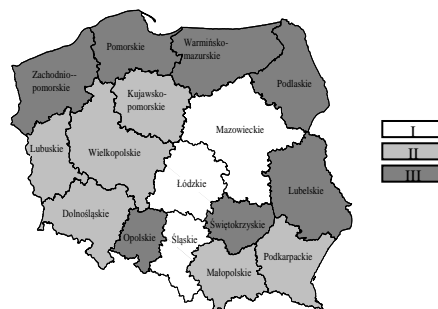 Pomorskie
Warmińsko-
mazurskie
Zachodnio--
pomorskie
Podlaskie
Kujawsko-
pomorskie
Mazowieckie
Lubuskie
Wielkopolskie
Łódzkie
Lubelskie
Dolnośląskie
Opolskie
Śląskie
Świętokrzyskie
Małopolskie
Podkarpackie
I
II
III